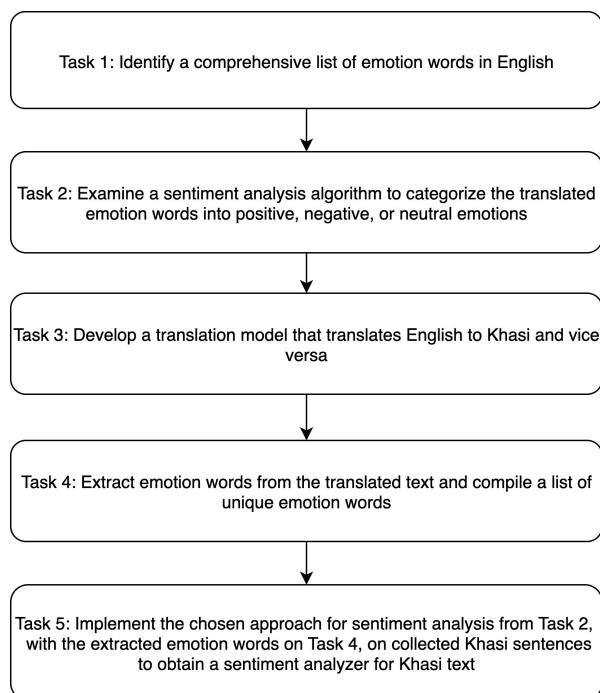 Task 1: Identify a comprehensive list of emotion words in English
Task 2: Examine a sentiment analysis algorithm to categorize the translated
emotion words into positive, negative, or neutral emotions
Task 3: Develop a translation model that translates English to Khasi and vice
versa
Task 4: Extract emotion words from the translated text and compile a list of
unique emotion words
Task 5: Implement the chosen approach for sentiment analysis from Task 2,
with the extracted emotion words on Task 4, on collected Khasi sentences
to obtain a sentiment analyzer for Khasi text